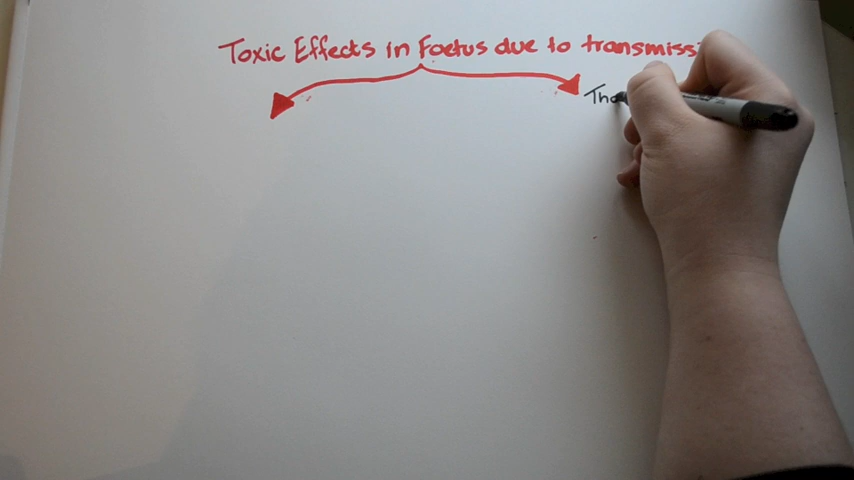 Toxic Effects in Foetus due to transmissi
Tha